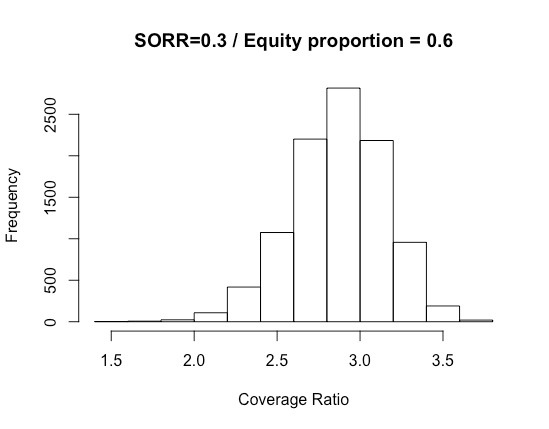 SORR=0.3 / Equity proportion = 0.6
2500
1500
500
0
Frequency
1.5 2.0 2.5 3.0 3.5
Coverage Ratio